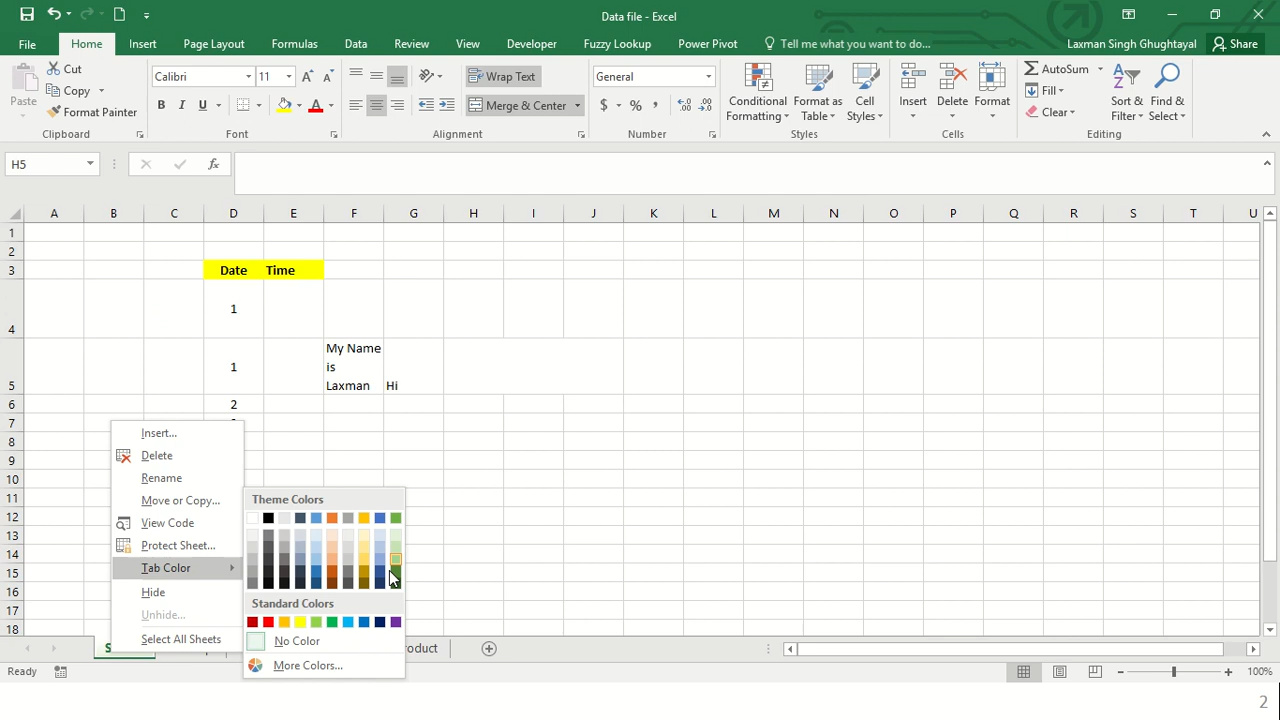 Data file - Excel
File Home Insert Page Layout Formulas Data Review View Developer Fuzzy Lookup Power Pivot Tell me what you want to do... Laxman Singh Ghughtayal Share
Paste
Cut
Copy
Format Painter
Clipboard
Calibri 11
B I U
Font
Wrap Text
Merge & Center
Alignment
General
$ % ,
Number
Conditional Formatting
Format as Table
Cell Styles
Styles
Insert Delete Format
Cells
AutoSum
Fill
Clear
Sort & Filter
Find & Select
Editing
H5 fx
A B C D E F G H I J K L M N O P Q R S T U
1
2
3 Date Time
4 1
5 1 My Name is Laxman Hi
6 2
7
8
9
10
11
12
13
14
15
16
17
18
Insert...
Delete
Rename
Move or Copy...
View Code
Protect Sheet...
Tab Color
Hide
Unhide...
Select All Sheets
Theme Colors
Standard Colors
No Color
More Colors...
Ready 100%
2